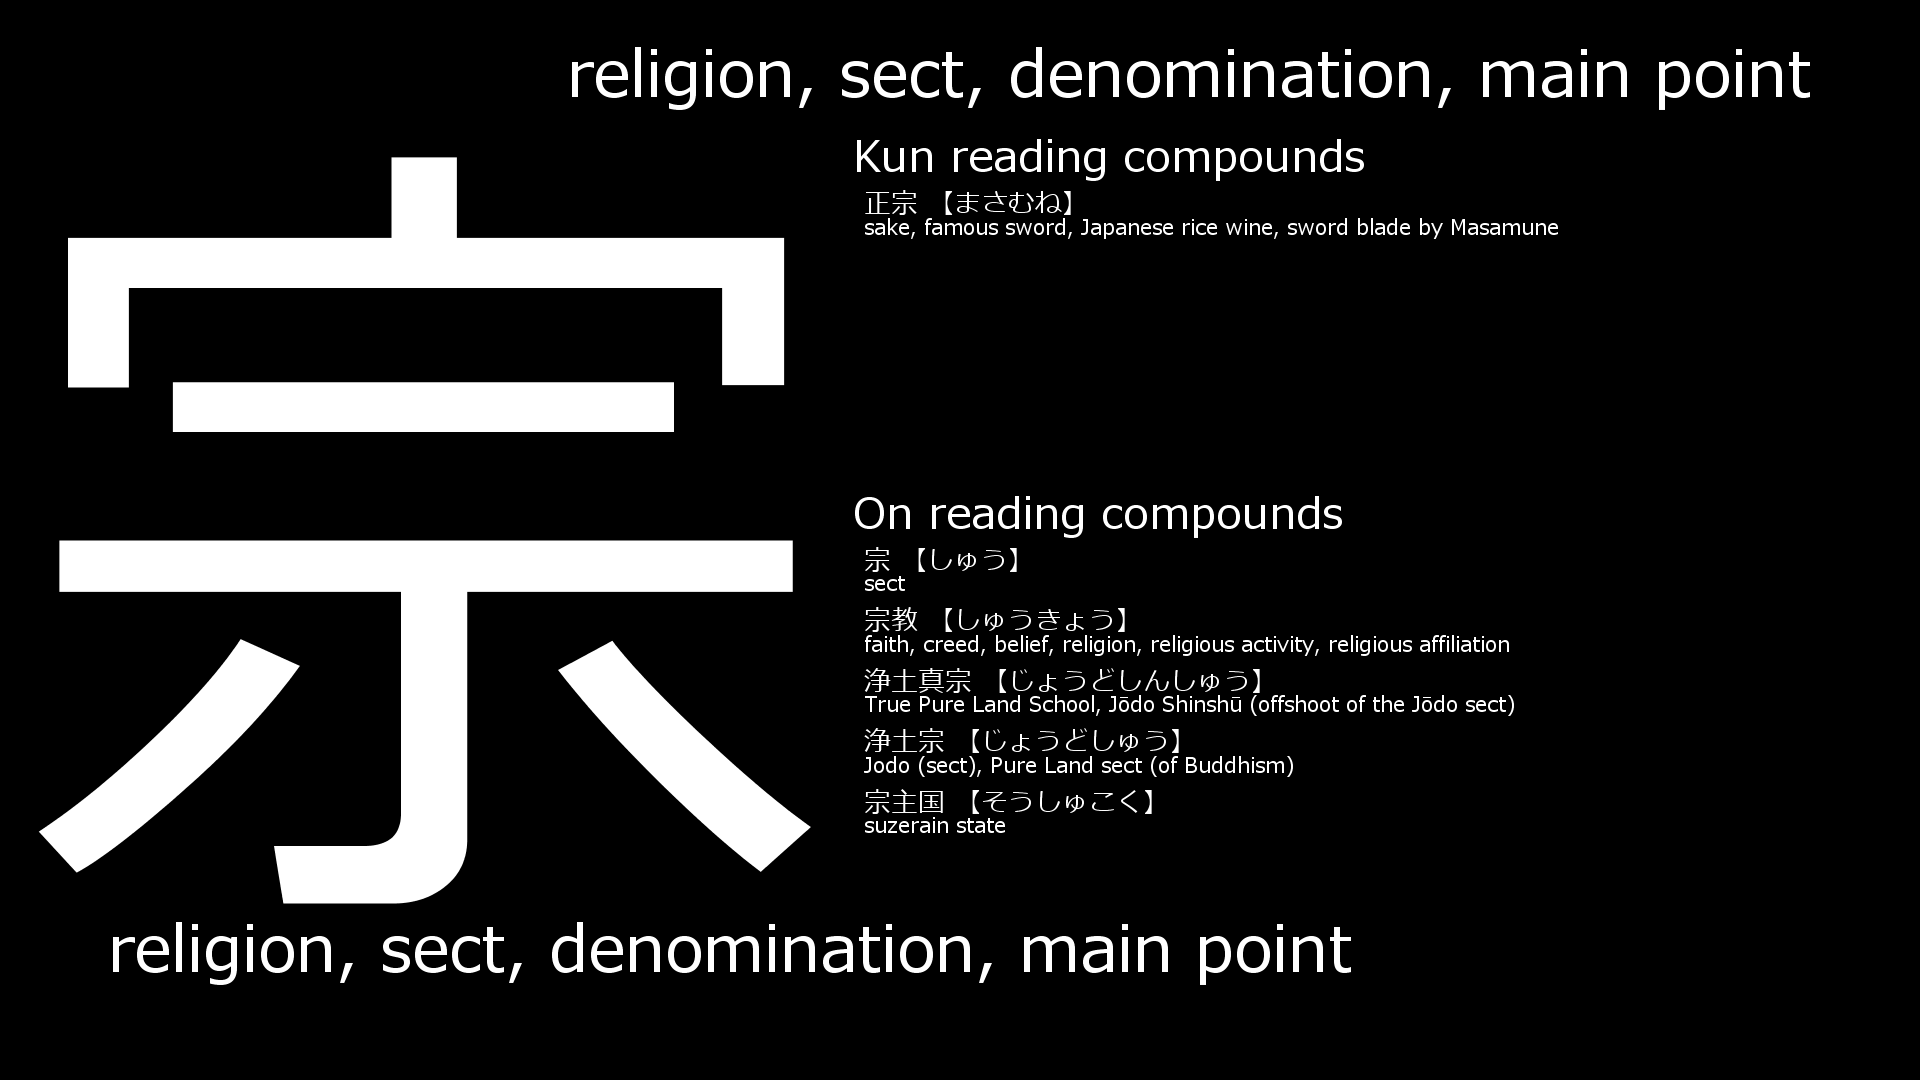 religion, sect, denomination, main point
宗
Kun reading compounds
正宗 【まさむね】
sake, famous sword, Japanese rice wine, sword blade by Masamune
On reading compounds
宗 【しゅう】
sect
宗教 【しゅうきょう】
faith, creed, belief, religion, religious activity, religious affiliation
浄土真宗 【じょうどしんしゅう】
True Pure Land School, Jōdo Shinshū (offshoot of the Jōdo sect)
浄土宗 【じょうどしゅう】
Jodo (sect), Pure Land sect (of Buddhism)
宗主国 【そうしゅこく】
suzerain state
religion, sect, denomination, main point